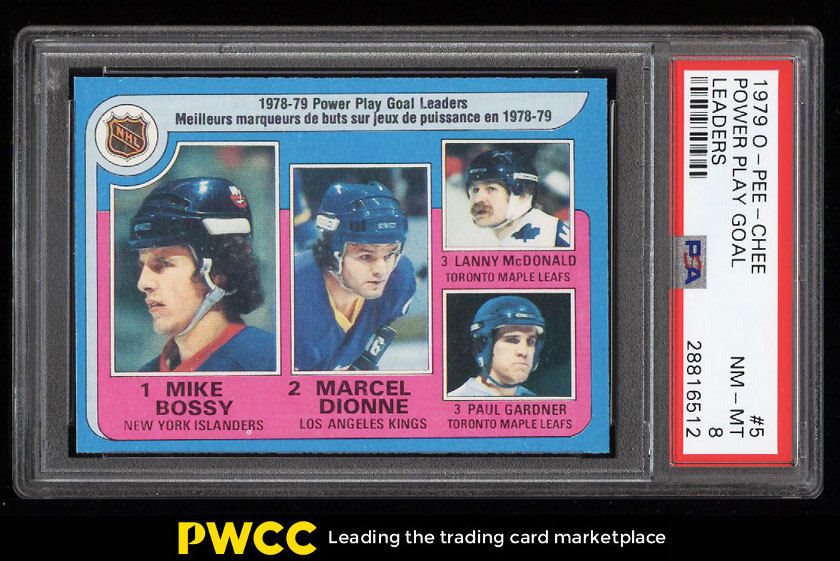 1978-79 Power Play Goal Leaders
Meilleurs marqueurs de buts sur jeux de puissance en 1978-79
NHL
1 MIKE
BOSSY
NEW YORK ISLANDERS
2 MARCEL
DIONNE
LOS ANGELES KINGS
3 LANNY McDONALD
TORONTO MAPLE LEAFS
3 PAUL GARDNER
TORONTO MAPLE LEAFS
1979 O-PEE-CHEE #5
POWER PLAY GOAL NM-MT
LEADERS 8
PSA
28816512
PWCC Leading the trading card marketplace